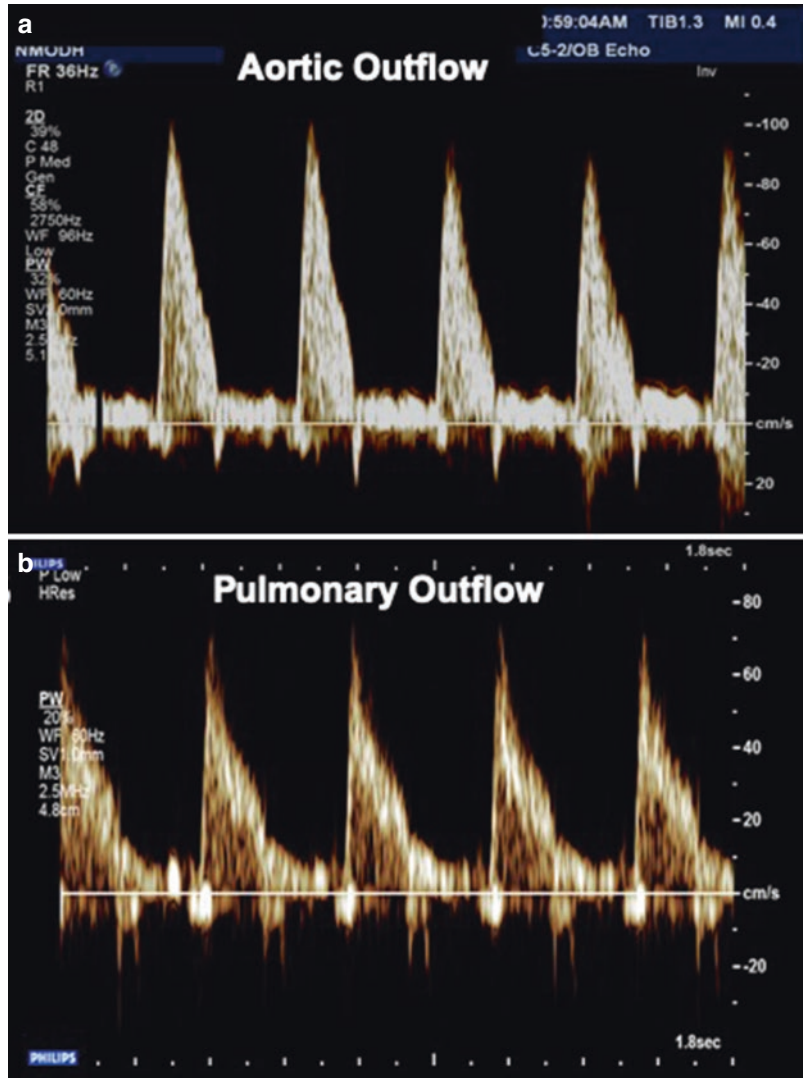 a
0:59:04AM TIB1.3 MI 0.4
NMODH
C5-2/OB Echo
FR 36Hz
R1
Aortic Outflow
Inv
2D
39%
C 48
P Med
Gen
CF
58%
2750Hz
WF 96Hz
Low
PW
32%
WF 60Hz
M3
-100
-80
-60
-40
-20
cm/s
20
b
PHILIPS
1.8sec
P Low
HRes
Pulmonary Outflow
PW
20%
WF 60Hz
SV1.0mm
M3
2.5MHz
4.8cm
80
60
40
20
cm/s
-20
1.8sec
PHILIPS